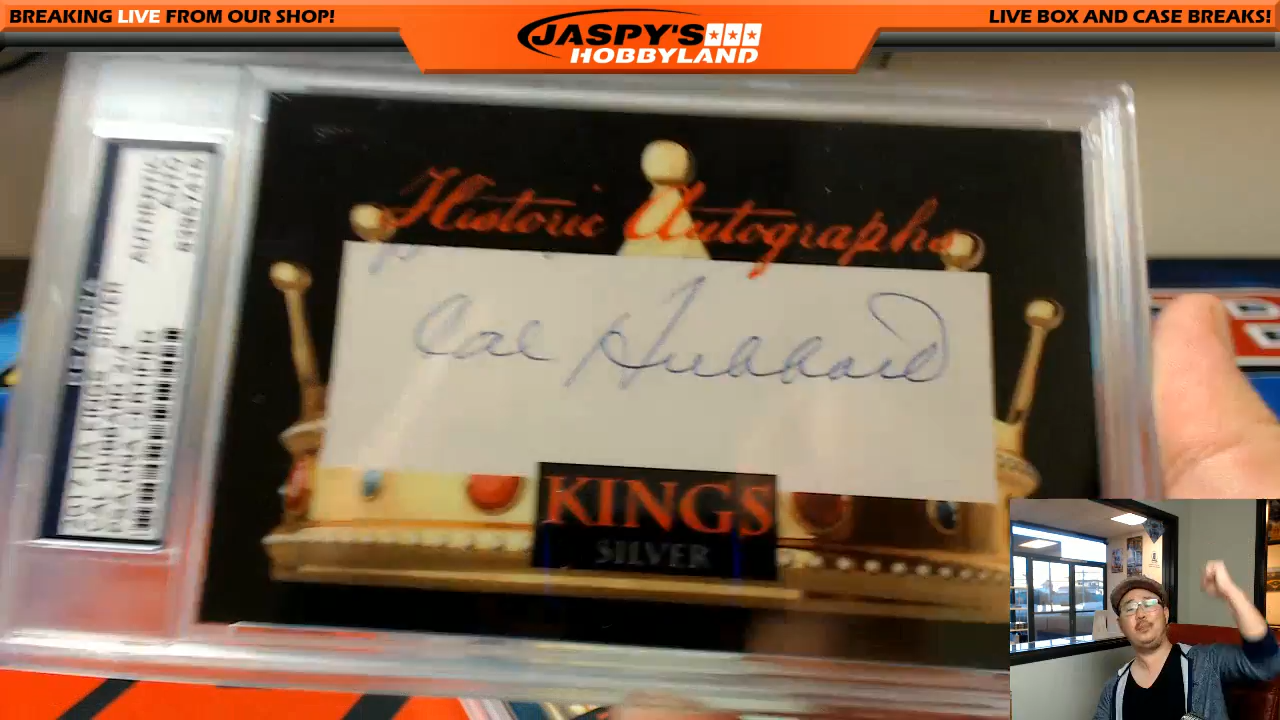 BREAKING LIVE FROM OUR SHOP!
JASPY'S
HOBBYLAND
LIVE BOX AND CASE BREAKS!
Historic Autographs
Cal Hubbard
KINGS
SILVER
AUTHENTIC
AUTO